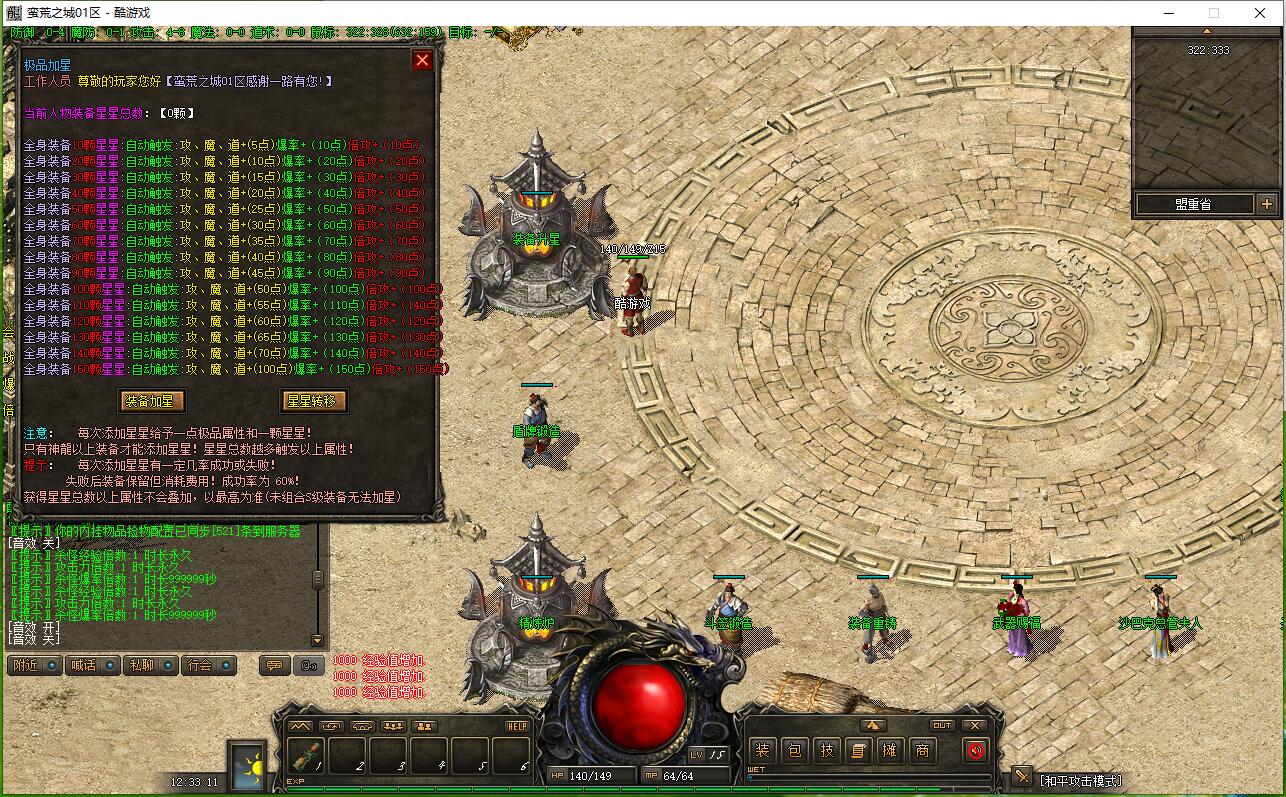 蛮荒之城01区 - 酷游戏
防御: 0-4 魔防: 0-1 攻击: 4-6 魔法: 0-0 道术: 0-0 鼠标: 322:328(632:159) 目标: -/-
322:333
盟重省
极品加星
工作人员 尊敬的玩家您好【蛮荒之城01区感谢一路有您!】
当前人物装备星星总数:【0颗】
全身装备10颗星星:自动触发:攻、魔、道+(5点)爆率+(10点)倍攻+(10点)
全身装备20颗星星:自动触发:攻、魔、道+(10点)爆率+(20点)倍攻+(20点)
全身装备30颗星星:自动触发:攻、魔、道+(15点)爆率+(30点)倍攻+(30点)
全身装备40颗星星:自动触发:攻、魔、道+(20点)爆率+(40点)倍攻+(40点)
全身装备50颗星星:自动触发:攻、魔、道+(25点)爆率+(50点)倍攻+(50点)
全身装备60颗星星:自动触发:攻、魔、道+(30点)爆率+(60点)倍攻+(60点)
全身装备70颗星星:自动触发:攻、魔、道+(35点)爆率+(70点)倍攻+(70点)
全身装备80颗星星:自动触发:攻、魔、道+(40点)爆率+(80点)倍攻+(80点)
全身装备90颗星星:自动触发:攻、魔、道+(45点)爆率+(90点)倍攻+(90点)
全身装备100颗星星:自动触发:攻、魔、道+(50点)爆率+(100点)倍攻+(100点)
全身装备110颗星星:自动触发:攻、魔、道+(55点)爆率+(110点)倍攻+(140点)
全身装备120颗星星:自动触发:攻、魔、道+(60点)爆率+(120点)倍攻+(120点)
全身装备130颗星星:自动触发:攻、魔、道+(65点)爆率+(130点)倍攻+(130点)
全身装备140颗星星:自动触发:攻、魔、道+(70点)爆率+(140点)倍攻+(140点)
全身装备150颗星星:自动触发:攻、魔、道+(100点)爆率+(150点)倍攻+(150点)
装备加星 星星转移
注意: 每次添加星星给予一点极品属性和一颗星星!
只有神龍以上装备才能添加星星! 星星总数越多触发以上属性!
提示: 每次添加星星有一定几率成功或失败!
失败后装备保留但消耗费用! 成功率为 60%!
获得星星总数以上属性不会叠加, 以最高为准(未组合S级装备无法加星)
装备升星
140/149/Z15
酷游戏
盾牌锻造
精炼炉
斗笠锻造
装备重铸
武器赐福
沙巴克总管夫人
〖提示〗你的内挂物品捡物配置已同步[521]条到服务器
[音效 关]
〖提示〗杀怪经验倍数:1 时长永久
〖提示〗攻击力倍数:1 时长永久
〖提示〗杀怪爆率倍数:1 时长999999秒
〖提示〗杀怪经验倍数:1 时长永久
〖提示〗攻击力倍数:1 时长永久
〖提示〗杀怪爆率倍数:1 时长999999秒
[音效 开]
[音效 关]
附近 喊话 私聊 行会
1000 经验值增加.
1000 经验值增加.
1000 经验值增加.
HELP
OUT
1 2 3 4 5 6
装 包 技 摊 商
LV 15
WET
EXP
HP 140/149 MP 64/64
12:33:11
[和平攻击模式]